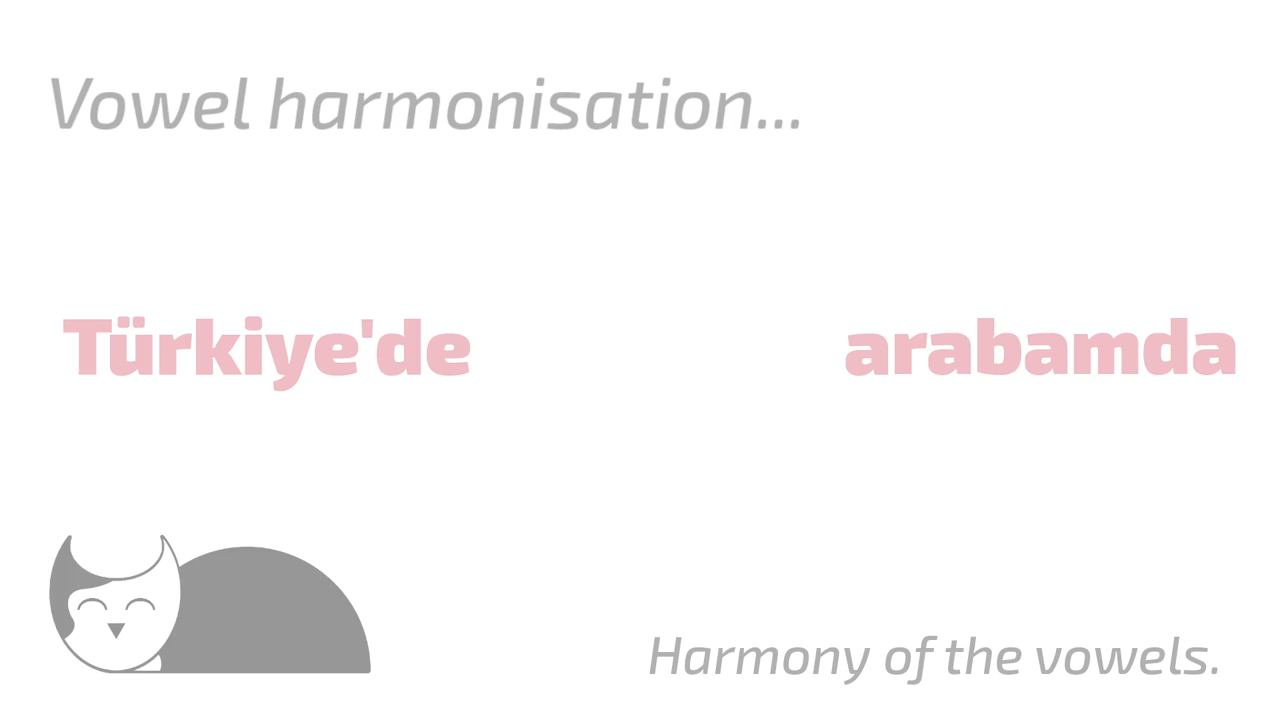 Vowel harmonisation...
Türkiye'de
arabamda
Harmony of the vowels.